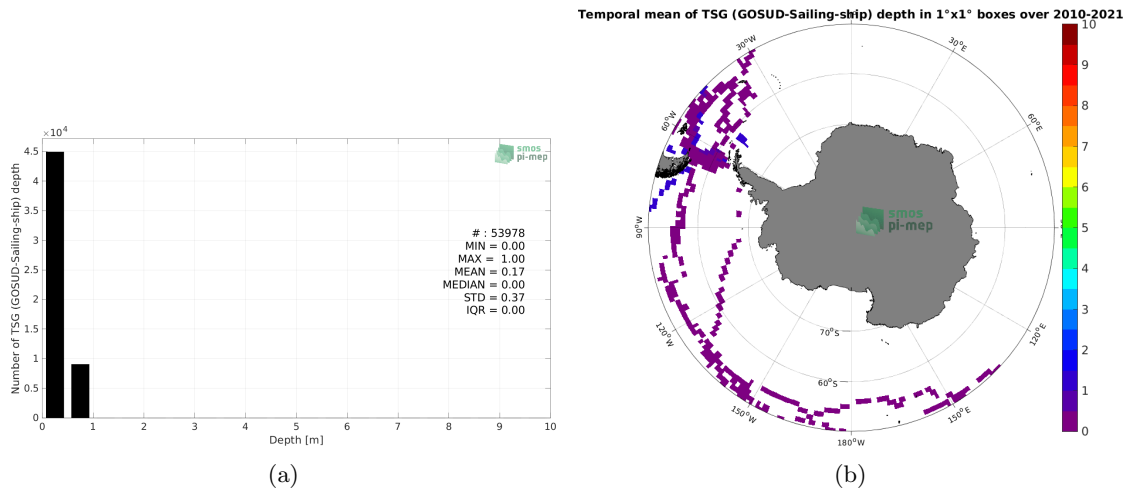 ×10⁴
4.5
4
3.5
3
2.5
2
1.5
1
0.5
0
0 1 2 3 4 5 6 7 8 9 10
Depth [m]
Number of TSG (GOSUD-Sailing-ship) depth
smos
pi-mep
# : 53978
MIN = 0.00
MAX = 1.00
MEAN = 0.17
MEDIAN = 0.00
STD = 0.37
IQR = 0.00
(a)
Temporal mean of TSG (GOSUD-Sailing-ship) depth in 1°x1° boxes over 2010-2021
30°W
30°E
60°W
60°E
90°W
120°W
120°E
150°W
150°E
180°W
70°S
60°S
smos
pi-mep
10
9
8
7
6
5
4
3
2
1
0
(b)